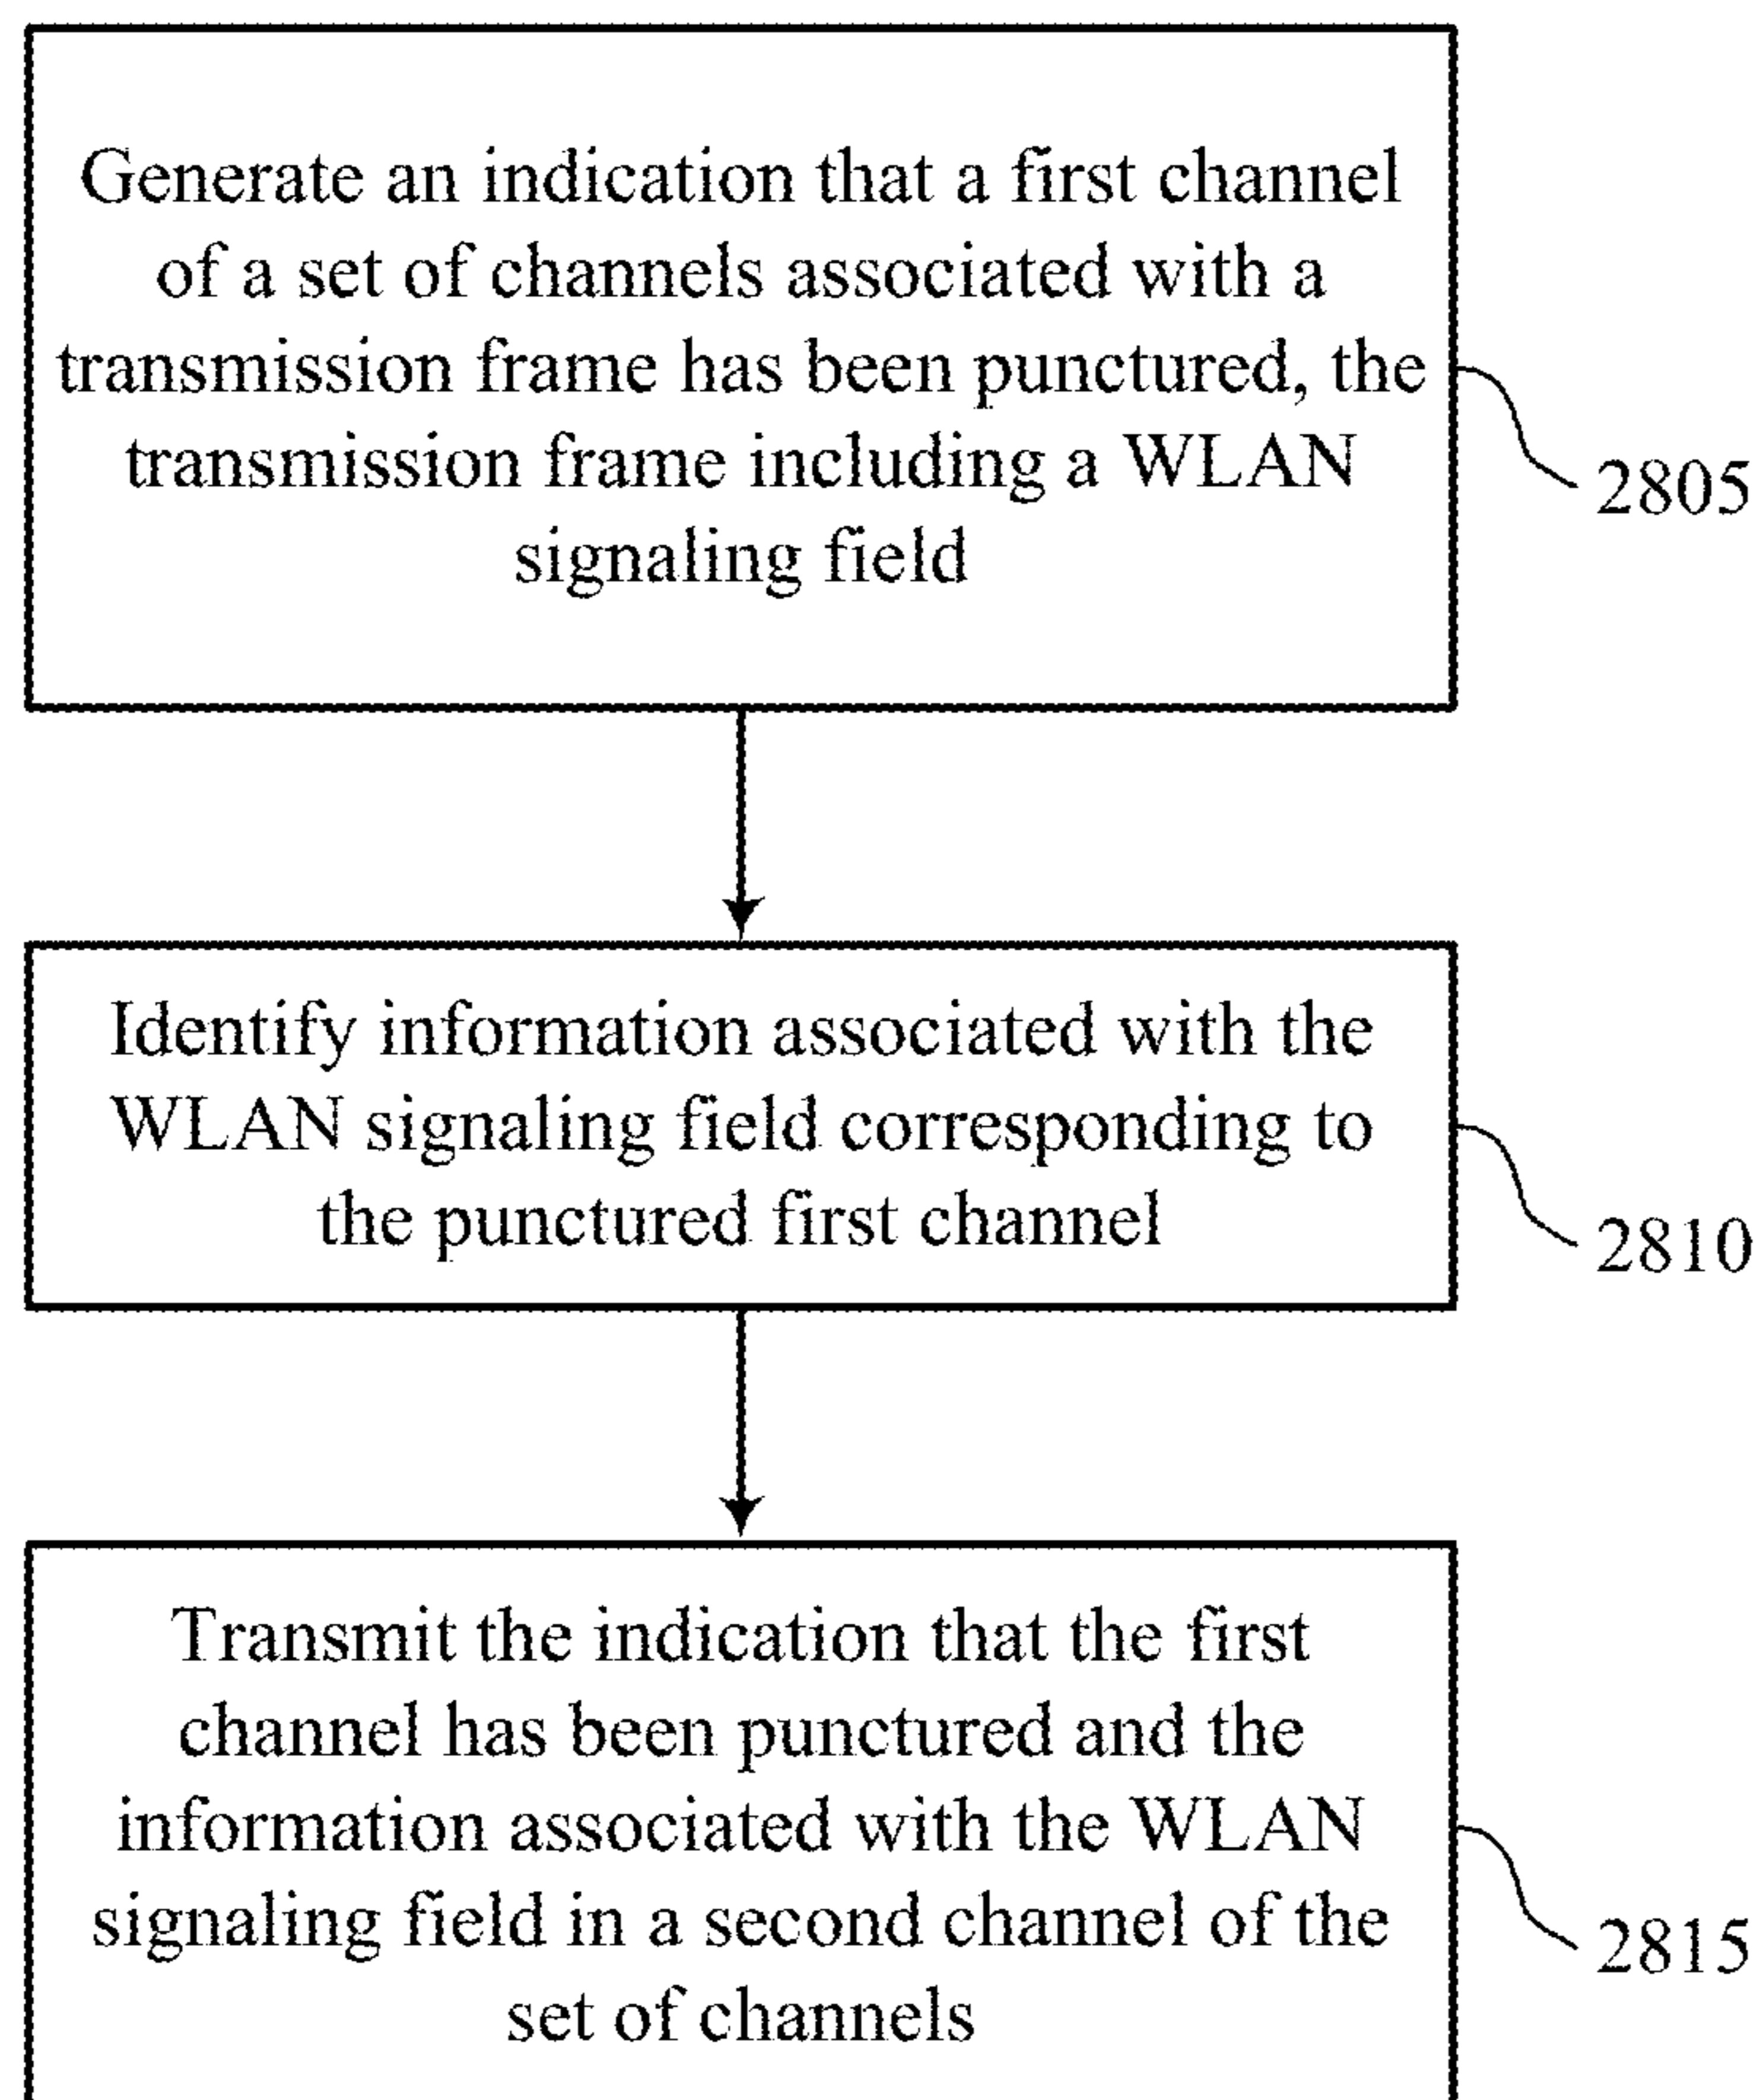 Generate an indication that a first channel
of a set of channels associated with a
transmission frame has been punctured, the
transmission frame including a WLAN
signaling field
2805
Identify information associated with the
WLAN signaling field corresponding to
the punctured first channel
2810
Transmit the indication that the first
channel has been punctured and the
information associated with the WLAN
signaling field in a second channel of the
set of channels
2815